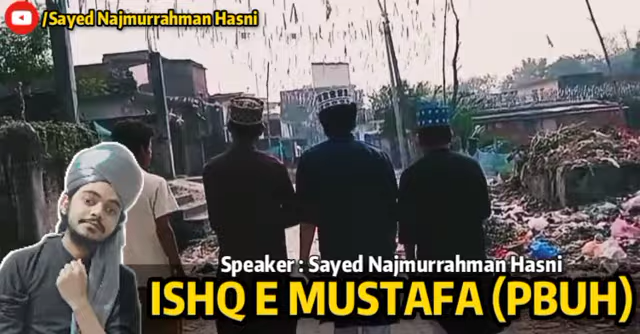 /Sayed Najmurrahman Hasni
Speaker : Sayed Najmurrahman Hasni
ISHQ E MUSTAFA (PBUH)